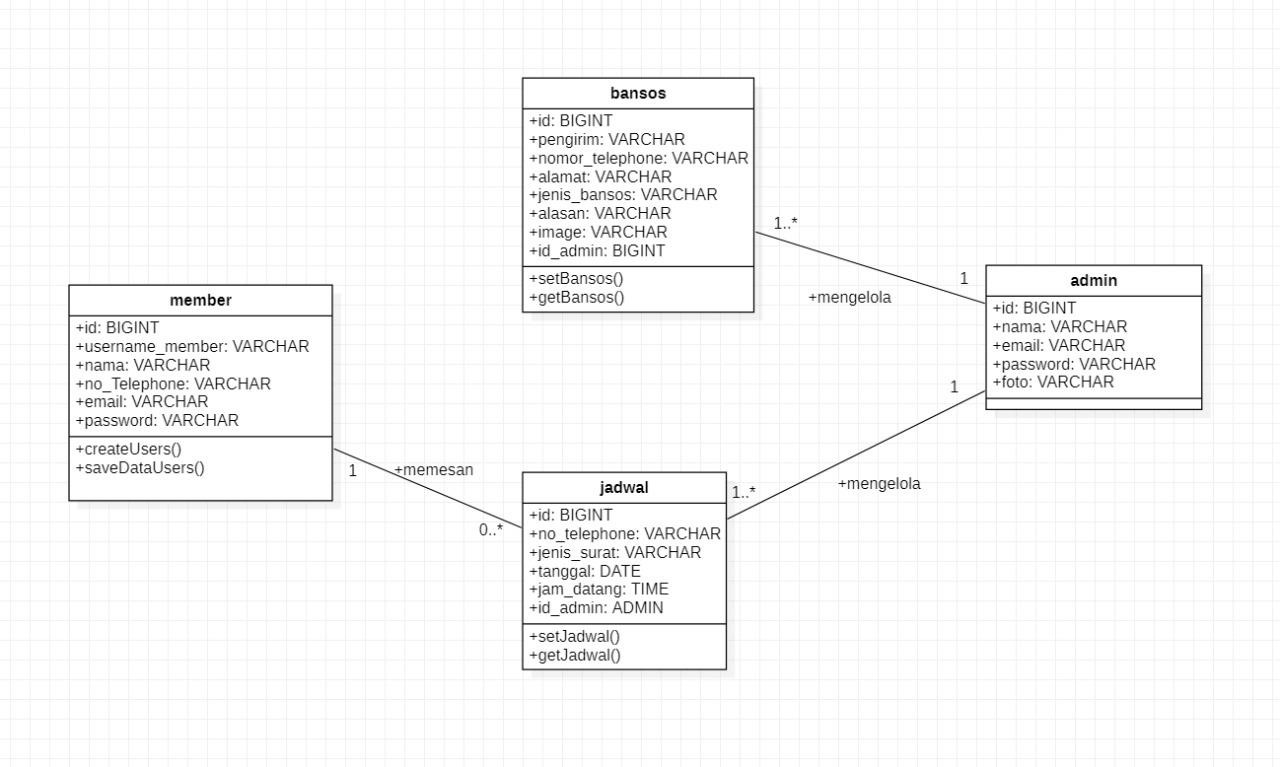 bansos
+id: BIGINT
+pengirim: VARCHAR
+nomor_telephone: VARCHAR
+alamat: VARCHAR
+jenis_bansos: VARCHAR
+alasan: VARCHAR
+image: VARCHAR
+id_admin: BIGINT
+setBansos()
+getBansos()
1..*
+mengelola
1
admin
+id: BIGINT
+nama: VARCHAR
+email: VARCHAR
+password: VARCHAR
+foto: VARCHAR
member
+id: BIGINT
+username_member: VARCHAR
+nama: VARCHAR
+no_Telephone: VARCHAR
+email: VARCHAR
+password: VARCHAR
+createUsers()
+saveDataUsers()
1
+memesan
0..*
jadwal
+id: BIGINT
+no_telephone: VARCHAR
+jenis_surat: VARCHAR
+tanggal: DATE
+jam_datang: TIME
+id_admin: ADMIN
+setJadwal()
+getJadwal()
1..*
+mengelola
1